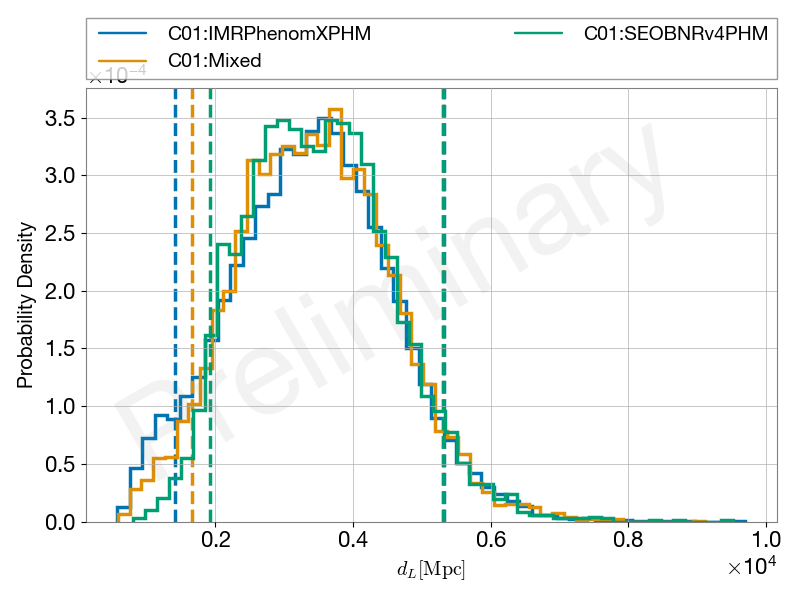 C01:IMRPhenomXPHM
C01:SEOBNRv4PHM
C01:Mixed
×10⁻⁴
3.5
3.0
2.5
2.0
1.5
1.0
0.5
0.0
Probability Density
Preliminary
0.2
0.4
0.6
0.8
1.0
×10⁴
d_L[Mpc]